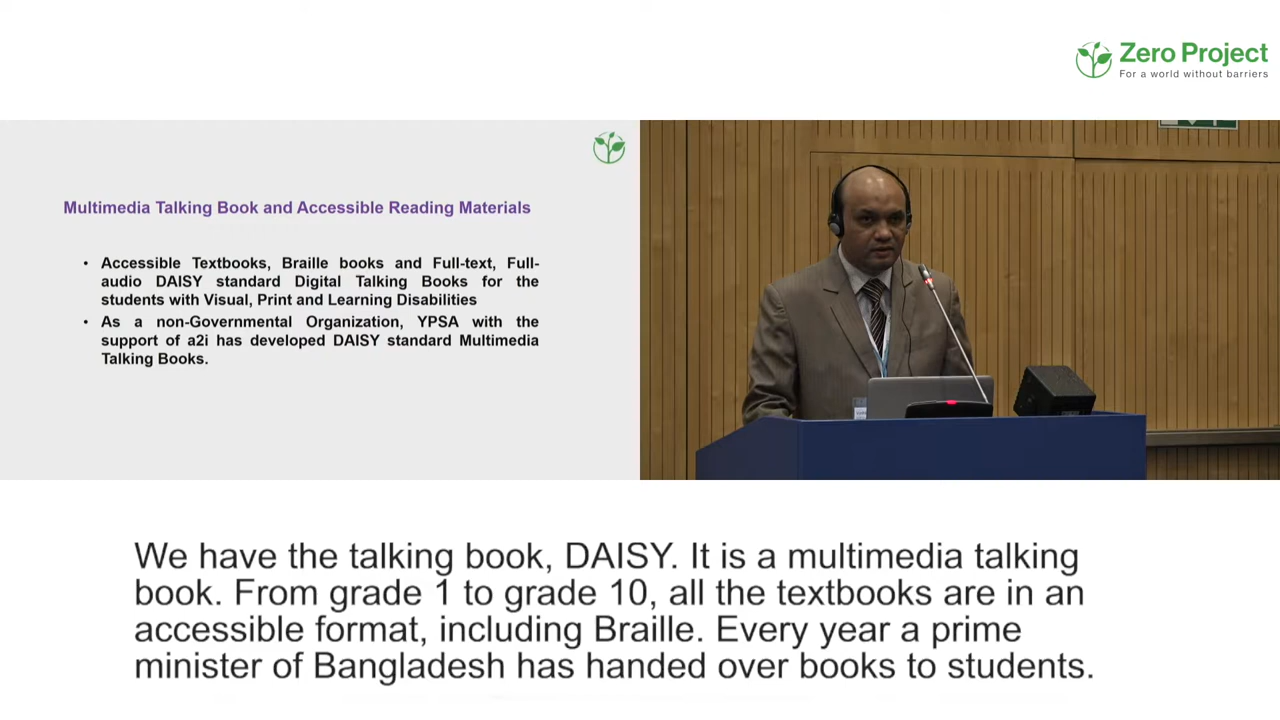 Zero Project
For a world without barriers
Multimedia Talking Book and Accessible Reading Materials
• Accessible Textbooks, Braille books and Full-text, Full-
audio DAISY standard Digital Talking Books for the
students with Visual, Print and Learning Disabilities
• As a non-Governmental Organization, YPSA with the
support of a2i has developed DAISY standard Multimedia
Talking Books.
We have the talking book, DAISY. It is a multimedia talking
book. From grade 1 to grade 10, all the textbooks are in an
accessible format, including Braille. Every year a prime
minister of Bangladesh has handed over books to students.